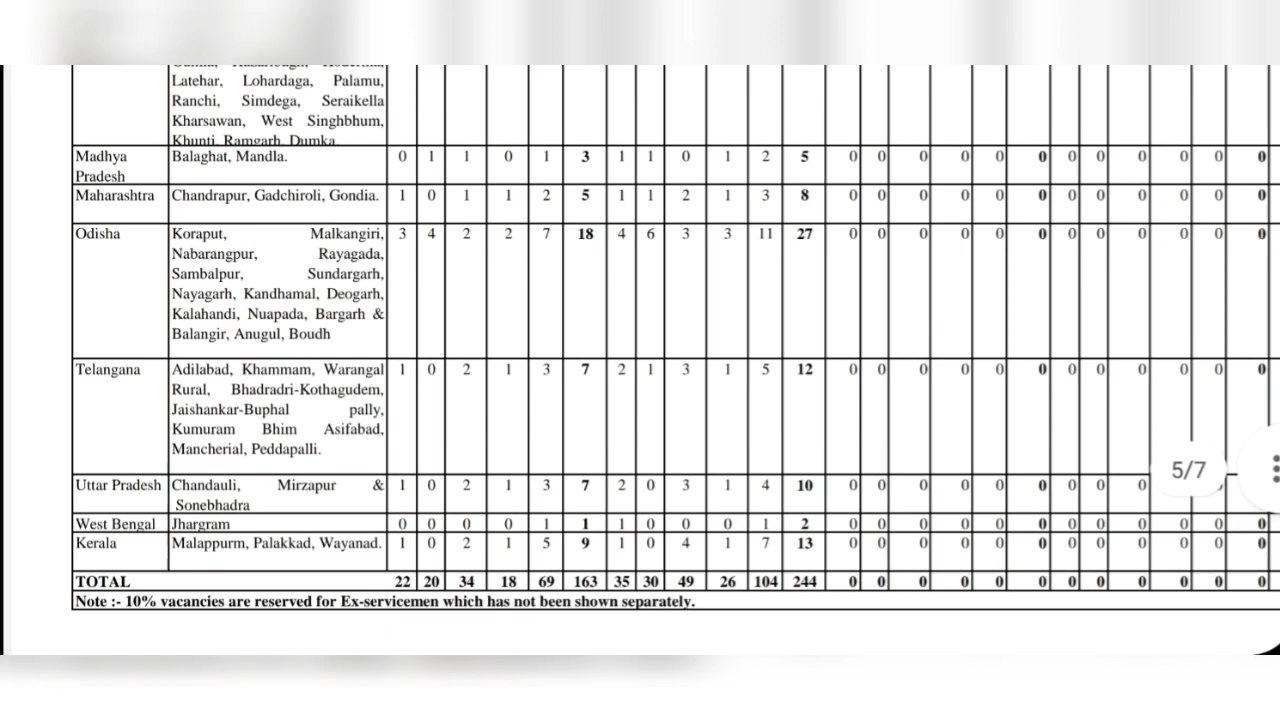 Latehar, Lohardaga, Palamu,
Ranchi, Simdega, Seraikella
Kharsawan, West Singhbhum,
Khunti, Ramgarh, Dumka.
Madhya Pradesh Balaghat, Mandla. 0 1 1 0 1 3 1 1 0 1 2 5 0 0 0 0 0 0 0 0 0 0 0 0
Maharashtra Chandrapur, Gadchiroli, Gondia. 1 0 1 1 2 5 1 1 2 1 3 8 0 0 0 0 0 0 0 0 0 0 0 0
Odisha Koraput, Malkangiri, 3 4 2 2 7 18 4 6 3 3 11 27 0 0 0 0 0 0 0 0 0 0 0 0
Nabarangpur, Rayagada,
Sambalpur, Sundargarh,
Nayagarh, Kandhamal, Deogarh,
Kalahandi, Nuapada, Bargarh &
Balangir, Anugul, Boudh
Telangana Adilabad, Khammam, Warangal 1 0 2 1 3 7 2 1 3 1 5 12 0 0 0 0 0 0 0 0 0 0 0 0
Rural, Bhadradri-Kothagudem,
Jaishankar-Buphal pally,
Kumuram Bhim Asifabad,
Mancherial, Peddapalli.
5/7
Uttar Pradesh Chandauli, Mirzapur & 1 0 2 1 3 7 2 0 3 1 4 10 0 0 0 0 0 0 0 0 0 0
Sonebhadra
West Bengal Jhargram 0 0 0 0 1 1 1 0 0 0 1 2 0 0 0 0 0 0 0 0 0 0 0 0
Kerala Malappurm, Palakkad, Wayanad. 1 0 2 1 5 9 1 0 4 1 7 13 0 0 0 0 0 0 0 0 0 0 0 0
TOTAL 22 20 34 18 69 163 35 30 49 26 104 244 0 0 0 0 0 0 0 0 0 0 0 0
Note :- 10% vacancies are reserved for Ex-servicemen which has not been shown separately.